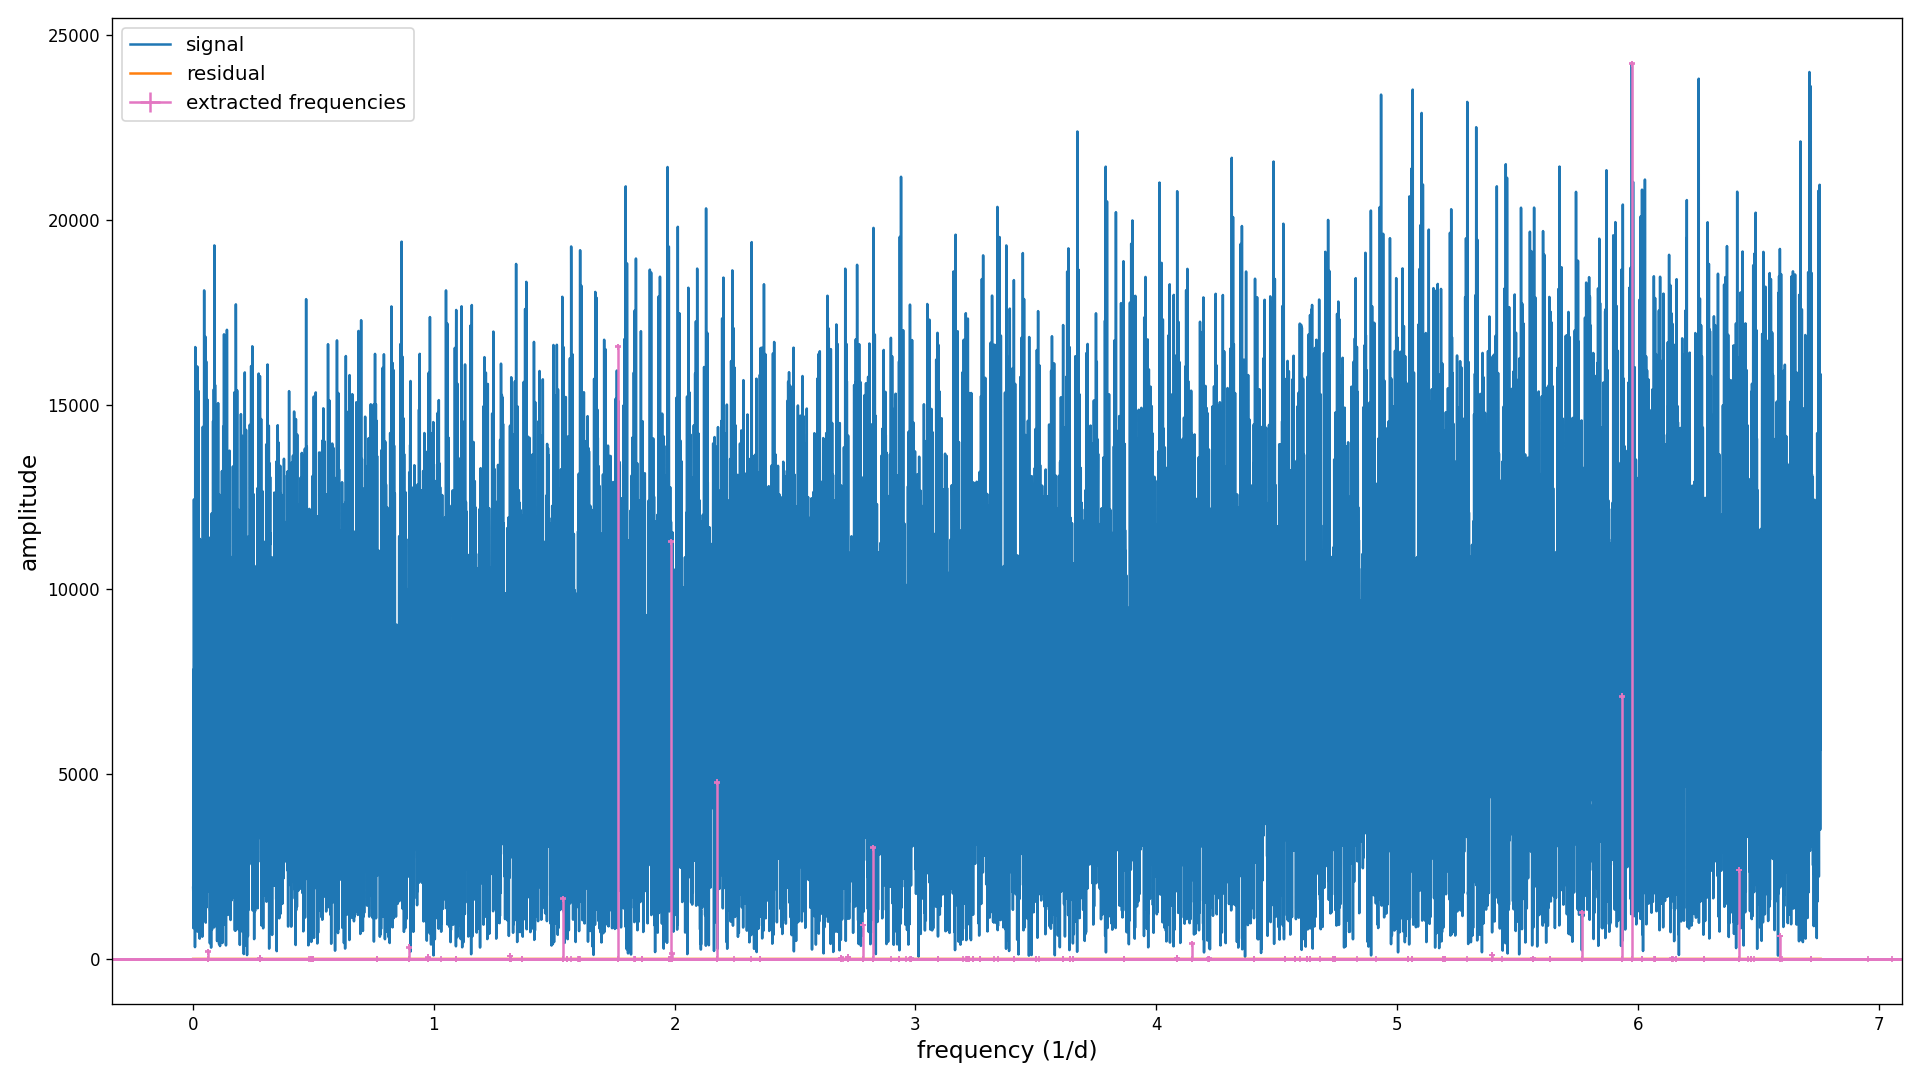 25000
20000
15000
10000
5000
0
amplitude
signal
residual
extracted frequencies
0 1 2 3 4 5 6 7
frequency (1/d)